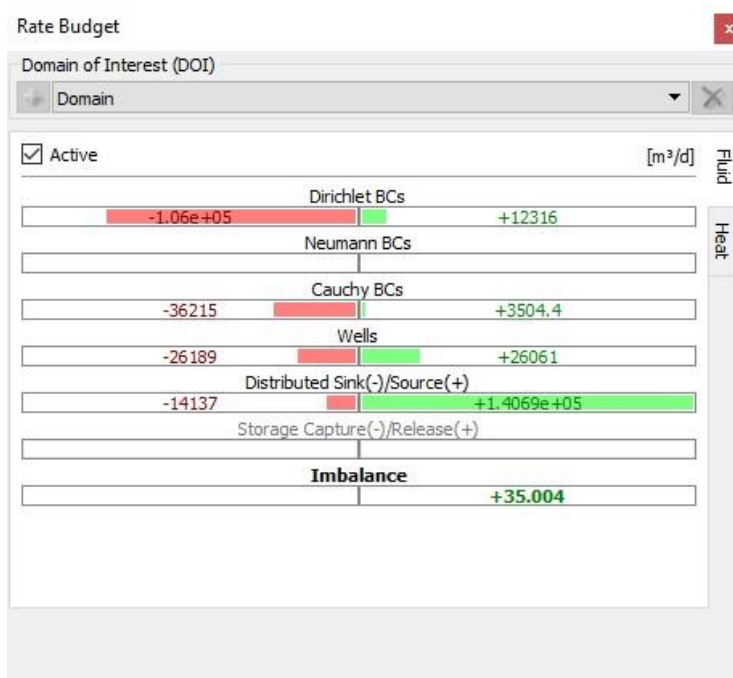 Rate Budget
x
Domain of Interest (DOI)
Domain
Active [m³/d]
Fluid
Heat
Dirichlet BCs
-1.06e+05 +12316
Neumann BCs
Cauchy BCs
-36215 +3504.4
Wells
-26189 +26061
Distributed Sink(-)/Source(+)
-14137 +1.4069e+05
Storage Capture(-)/Release(+)
Imbalance
+35.004